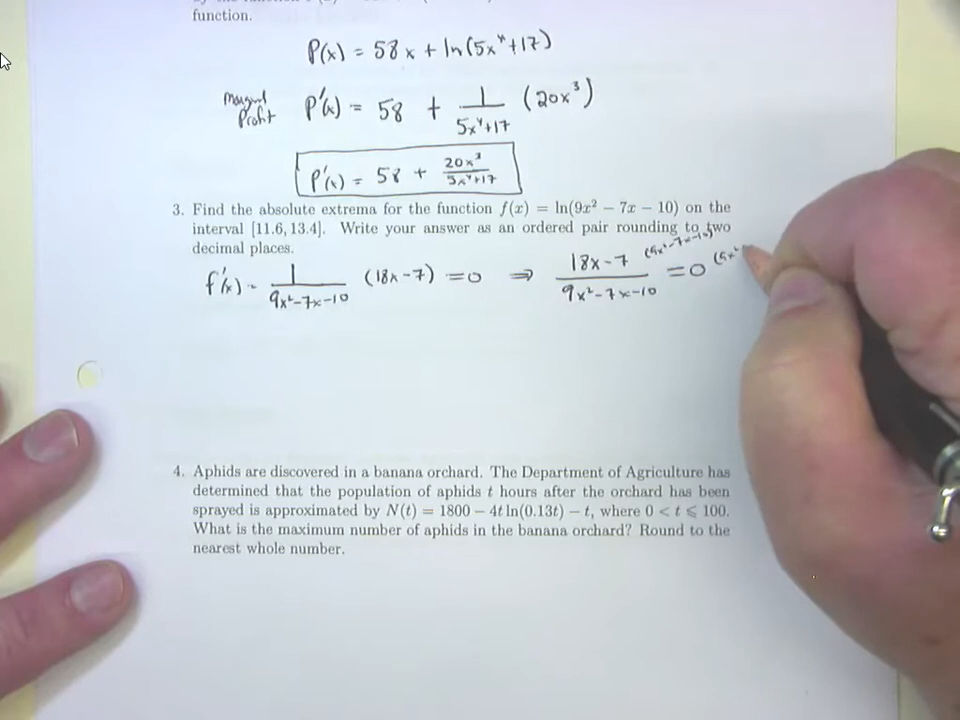 function.
P(x) = 58x + ln(5x⁴+17)
Marginal Profit P'(x) = 58 + 1/(5x⁴+17) (20x³)
P'(x) = 58 + 20x³/(5x⁴+17)
3. Find the absolute extrema for the function f(x) = ln(9x² − 7x − 10) on the
interval [11.6, 13.4]. Write your answer as an ordered pair rounding to two
decimal places.
f'(x) = 1/(9x²−7x−10) (18x−7) = 0 ⇒ (18x−7)/(9x²−7x−10) (9x²−7x−10) = 0 (9x²
4. Aphids are discovered in a banana orchard. The Department of Agriculture has
determined that the population of aphids t hours after the orchard has been
sprayed is approximated by N(t) = 1800 − 4t ln(0.13t) − t, where 0 < t ⩽ 100.
What is the maximum number of aphids in the banana orchard? Round to the
nearest whole number.